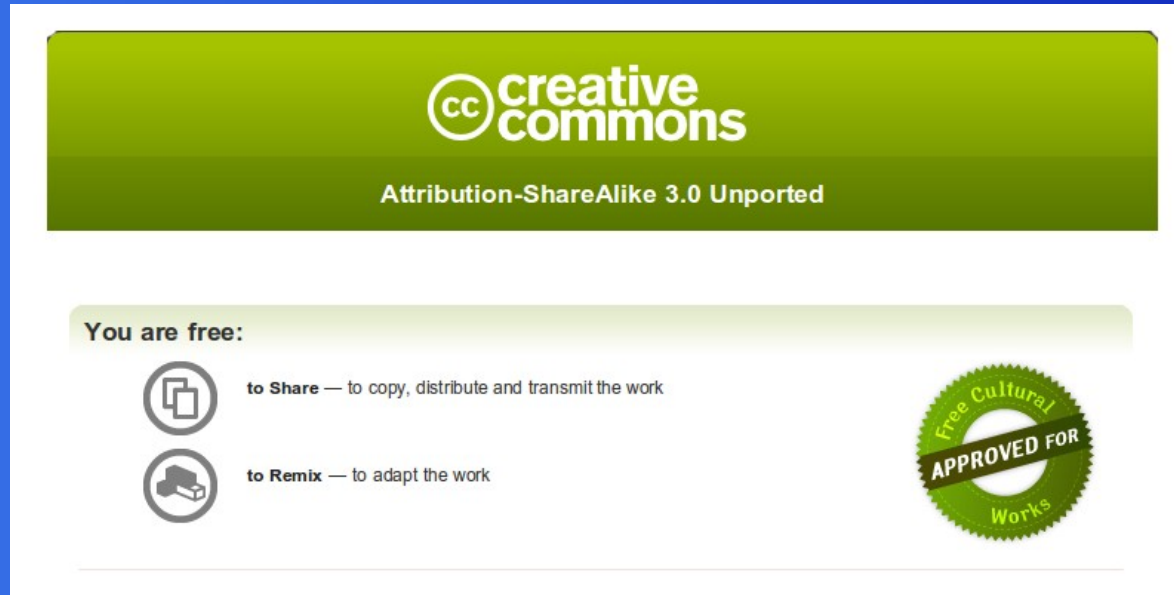 cc creative
commons
Attribution-ShareAlike 3.0 Unported
You are free:
to Share — to copy, distribute and transmit the work
to Remix — to adapt the work
Free Cultural
APPROVED FOR
Works